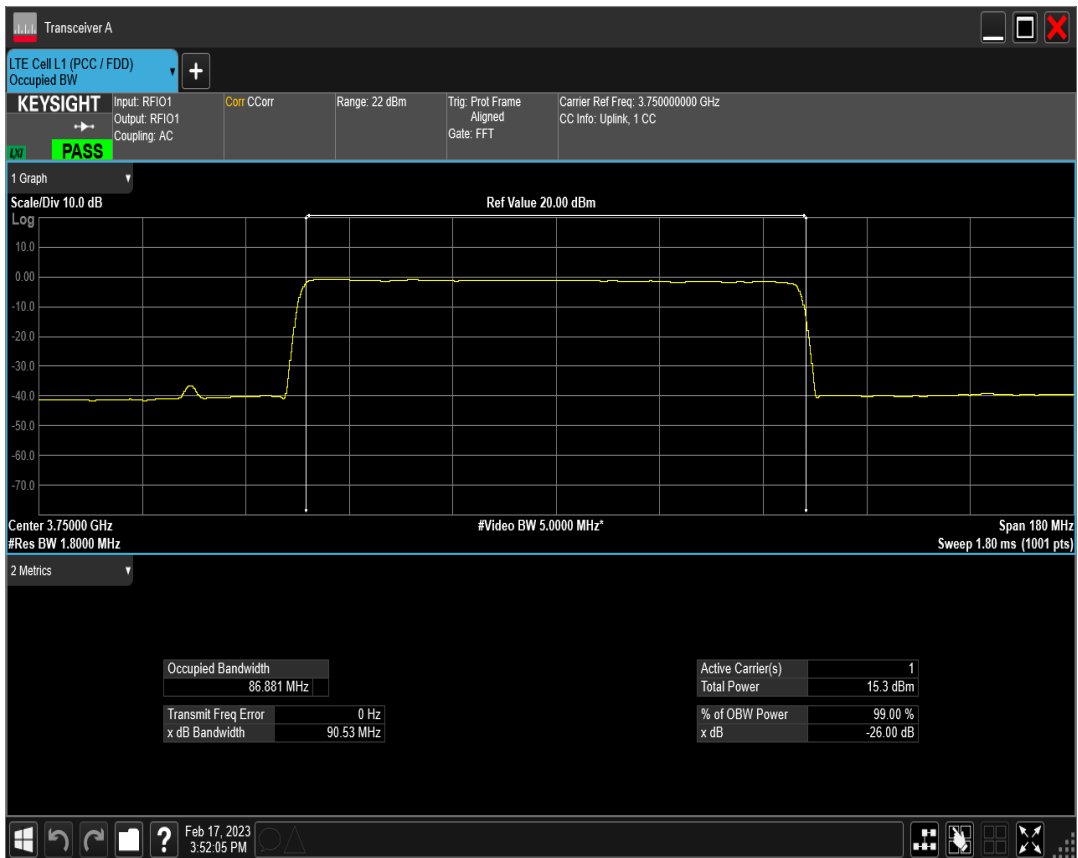 Transceiver A
LTE Cell L1 (PCC / FDD)
Occupied BW
KEYSIGHT
LXI
PASS
Input: RFIO1
Output: RFIO1
Coupling: AC
Corr CCorr
Range: 22 dBm
Trig: Prot Frame
Aligned
Gate: FFT
Carrier Ref Freq: 3.750000000 GHz
CC Info: Uplink, 1 CC
1 Graph
Scale/Div 10.0 dB
Ref Value 20.00 dBm
Log
10.0
0.00
-10.0
-20.0
-30.0
-40.0
-50.0
-60.0
-70.0
Center 3.75000 GHz
#Video BW 5.0000 MHz*
Span 180 MHz
#Res BW 1.8000 MHz
Sweep 1.80 ms (1001 pts)
2 Metrics
Occupied Bandwidth
86.881 MHz
Transmit Freq Error 0 Hz
x dB Bandwidth 90.53 MHz
Active Carrier(s) 1
Total Power 15.3 dBm
% of OBW Power 99.00 %
x dB -26.00 dB
Feb 17, 2023
3:52:05 PM